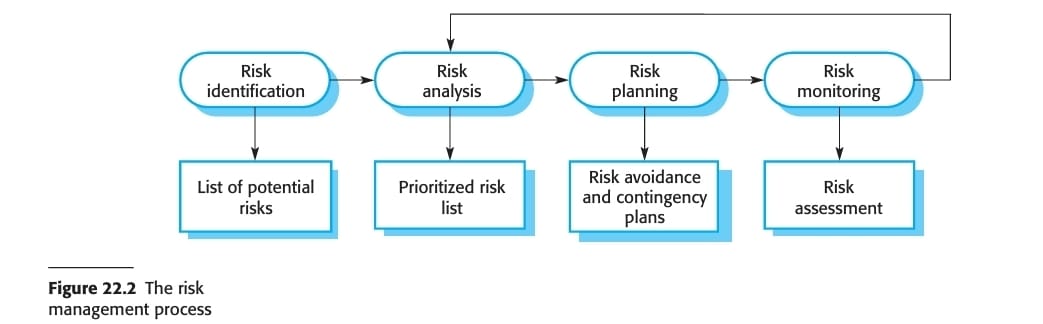 Risk
identification
Risk
analysis
Risk
planning
Risk
monitoring
List of potential
risks
Prioritized risk
list
Risk avoidance
and contingency
plans
Risk
assessment
Figure 22.2 The risk
management process